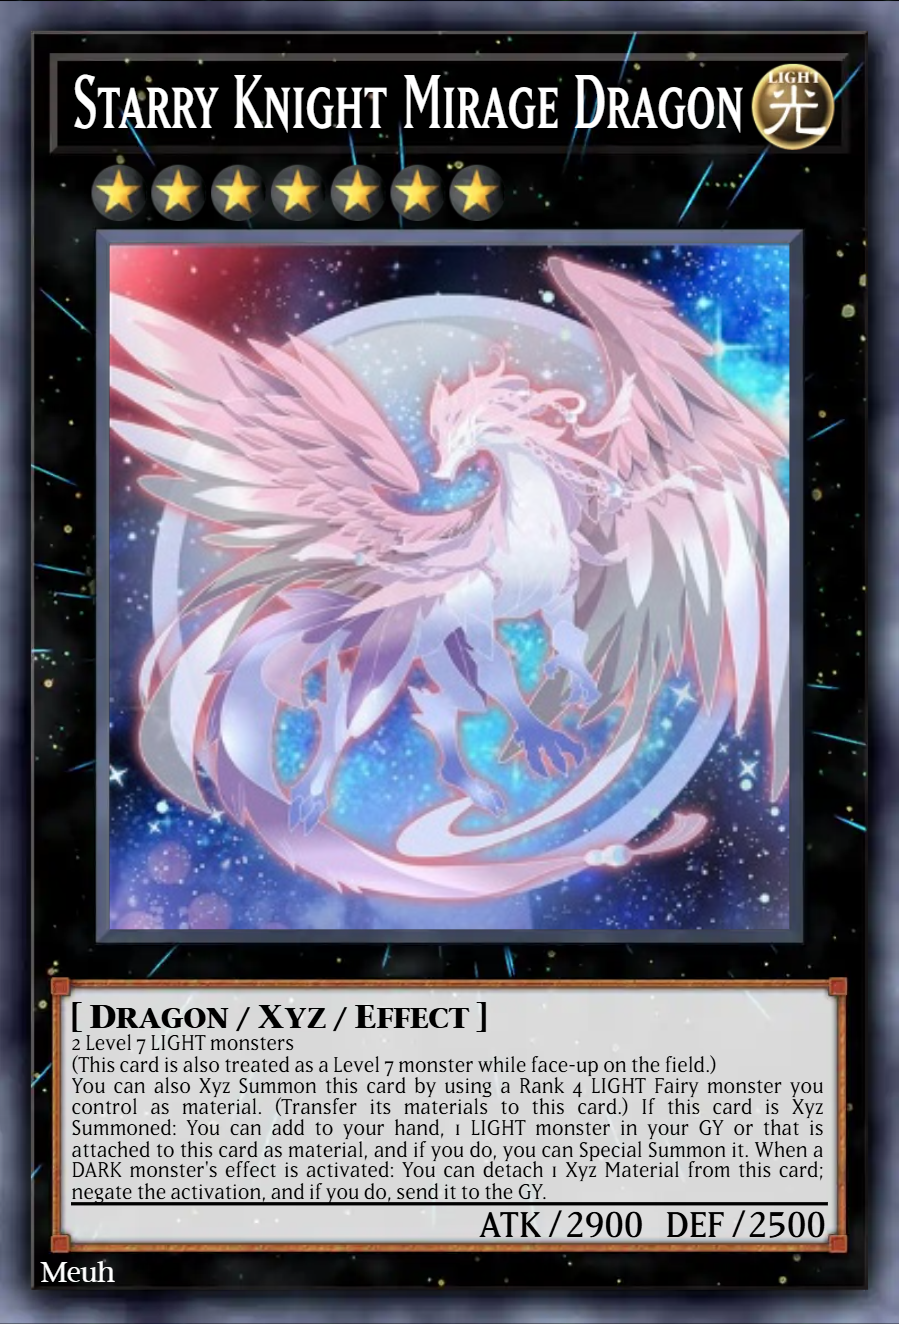 Starry Knight Mirage Dragon
LIGHT
光
[ Dragon / Xyz / Effect ]
2 Level 7 LIGHT monsters
(This card is also treated as a Level 7 monster while face-up on the field.)
You can also Xyz Summon this card by using a Rank 4 LIGHT Fairy monster you
control as material. (Transfer its materials to this card.) If this card is Xyz
Summoned: You can add to your hand, 1 LIGHT monster in your GY or that is
attached to this card as material, and if you do, you can Special Summon it. When a
DARK monster's effect is activated: You can detach 1 Xyz Material from this card;
negate the activation, and if you do, send it to the GY.
ATK/2900 DEF/2500
Meuh